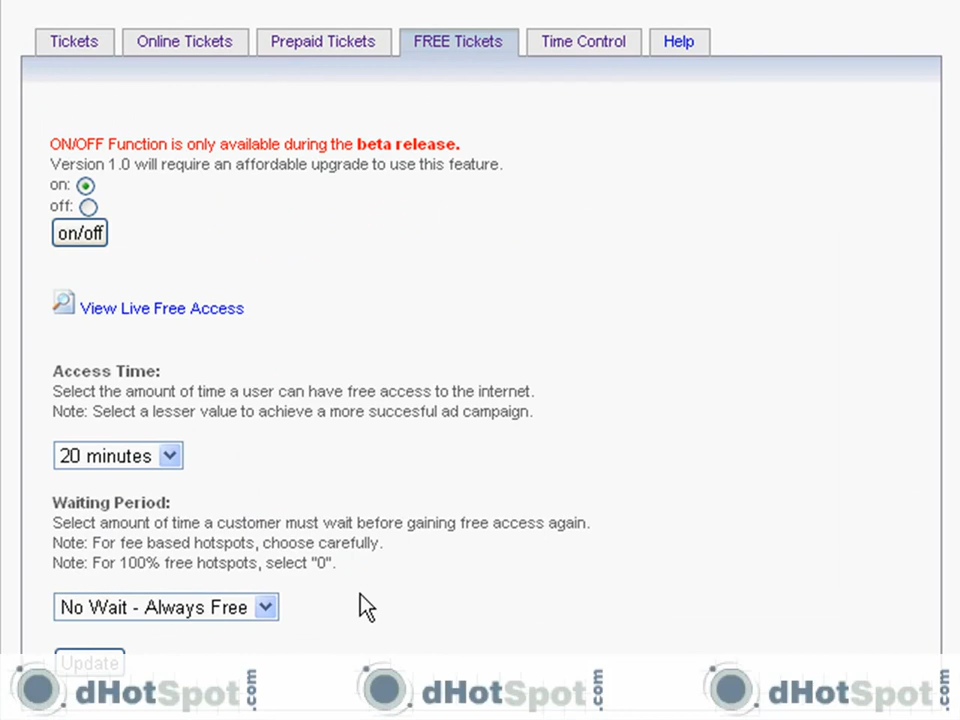 Tickets Online Tickets Prepaid Tickets FREE Tickets Time Control Help
ON/OFF Function is only available during the beta release.
Version 1.0 will require an affordable upgrade to use this feature.
on:
off:
on/off
View Live Free Access
Access Time:
Select the amount of time a user can have free access to the internet.
Note: Select a lesser value to achieve a more succesful ad campaign.
20 minutes
Waiting Period:
Select amount of time a customer must wait before gaining free access again.
Note: For fee based hotspots, choose carefully.
Note: For 100% free hotspots, select "0".
No Wait - Always Free
Update
dHotSpot.com dHotSpot.com dHotSpot.com